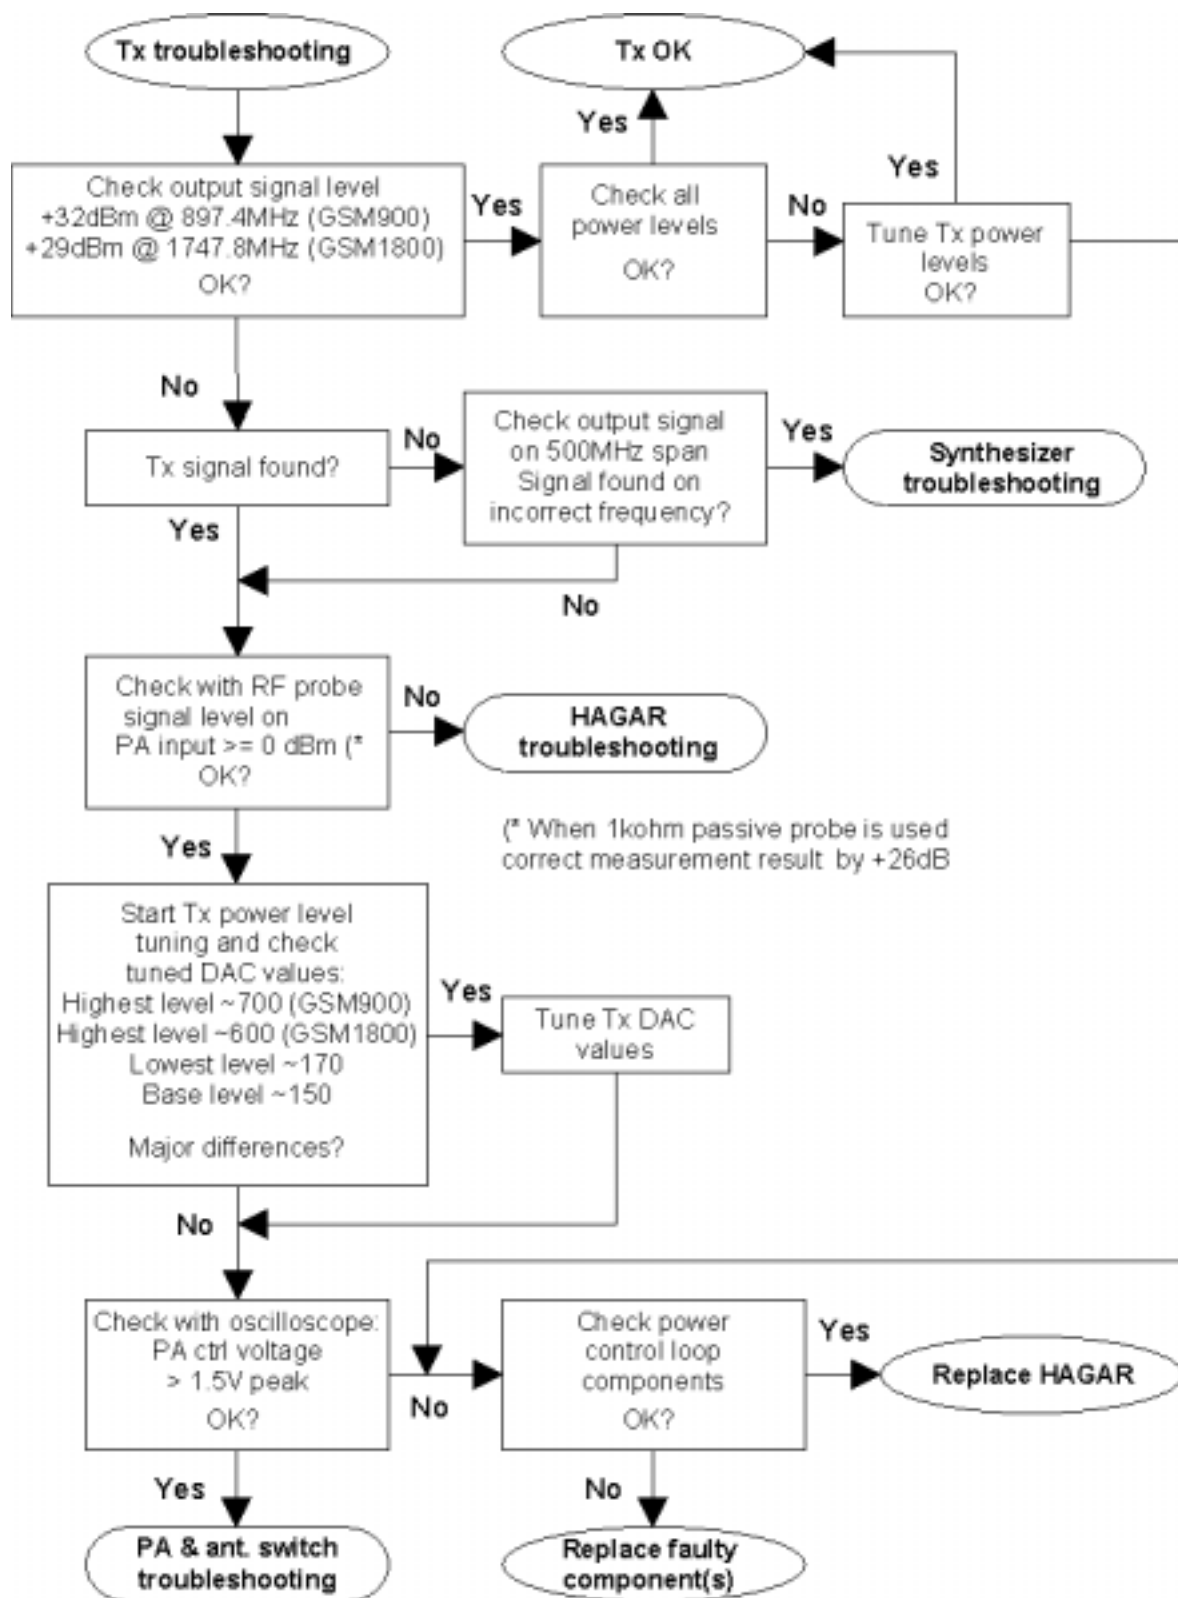 Tx troubleshooting
Tx OK
Yes
Yes
Check output signal level
+32dBm @ 897.4MHz (GSM900)
+29dBm @ 1747.8MHz (GSM1800)
OK?
Yes
Check all
power levels
OK?
No
Tune Tx power
levels
OK?
No
Tx signal found?
No
Check output signal
on 500MHz span
Signal found on
incorrect frequency?
Yes
Synthesizer
troubleshooting
Yes
No
Check with RF probe
signal level on
PA input >= 0 dBm (*
OK?
No
HAGAR
troubleshooting
Yes
(* When 1kohm passive probe is used
correct measurement result by +26dB
Start Tx power level
tuning and check
tuned DAC values:
Highest level ~700 (GSM900)
Highest level ~600 (GSM1800)
Lowest level ~170
Base level ~150
Major differences?
Yes
Tune Tx DAC
values
No
Check with oscilloscope:
PA ctrl voltage
> 1.5V peak
OK?
No
Check power
control loop
components
OK?
Yes
Replace HAGAR
Yes
No
PA & ant. switch
troubleshooting
Replace faulty
component(s)